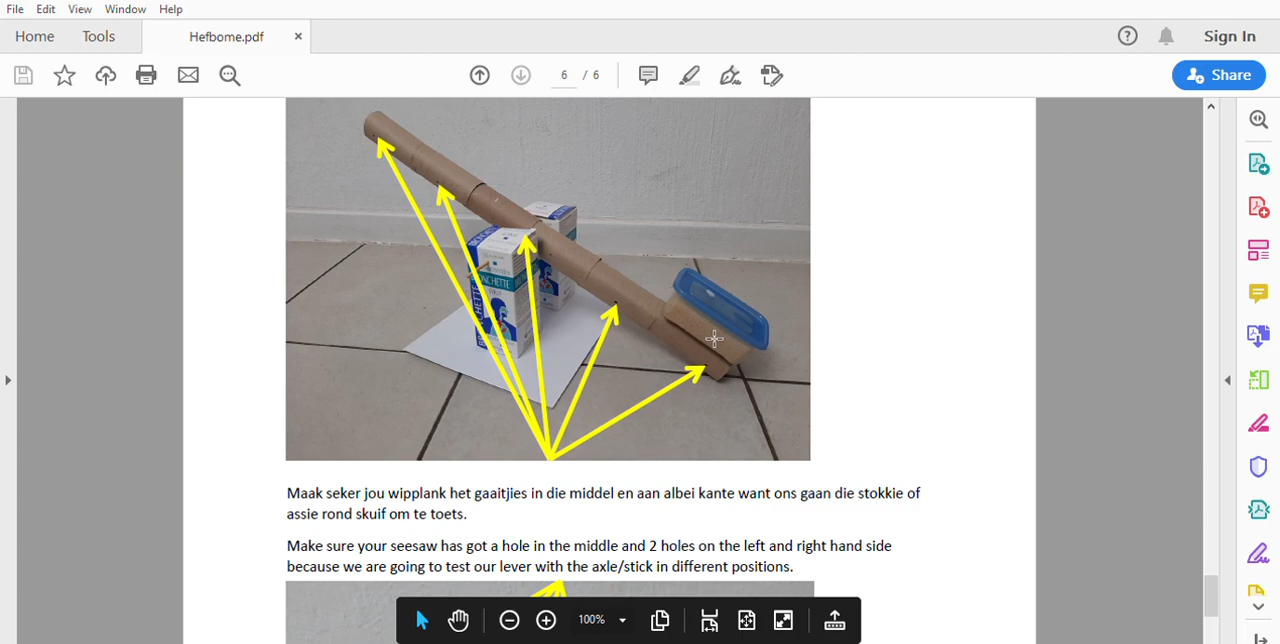 File Edit View Window Help
Home Tools Hefbome.pdf × Sign In
6 / 6 Share
Maak seker jou wipplank het gaaitjies in die middel en aan albei kante want ons gaan die stokkie of
assie rond skuif om te toets.
Make sure your seesaw has got a hole in the middle and 2 holes on the left and right hand side
because we are going to test our lever with the axle/stick in different positions.
100%